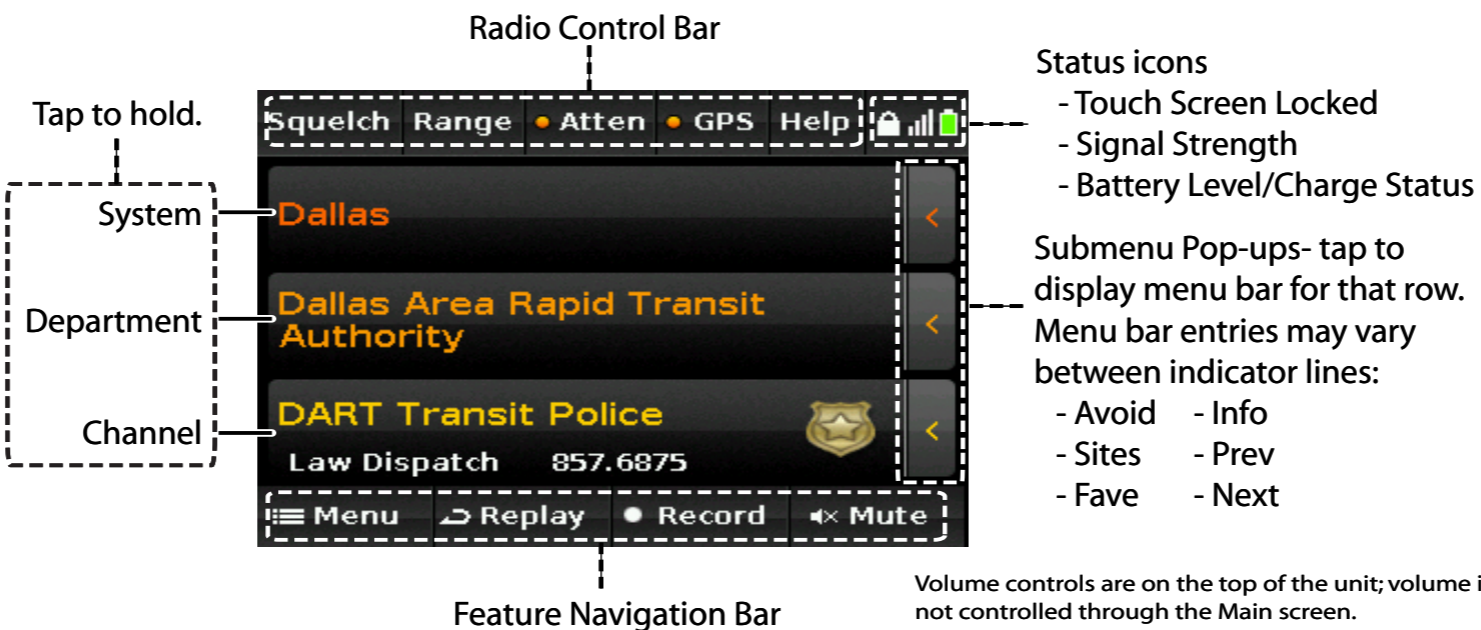 Radio Control Bar
Tap to hold.
System
Department
Channel
Squelch Range Atten GPS Help
Dallas
<
Dallas Area Rapid Transit
Authority
<
DART Transit Police
Law Dispatch 857.6875
<
Menu Replay Record Mute
Feature Navigation Bar
Status icons
- Touch Screen Locked
- Signal Strength
- Battery Level/Charge Status
Submenu Pop-ups- tap to
display menu bar for that row.
Menu bar entries may vary
between indicator lines:
- Avoid - Info
- Sites - Prev
- Fave - Next
Volume controls are on the top of the unit; volume i
not controlled through the Main screen.